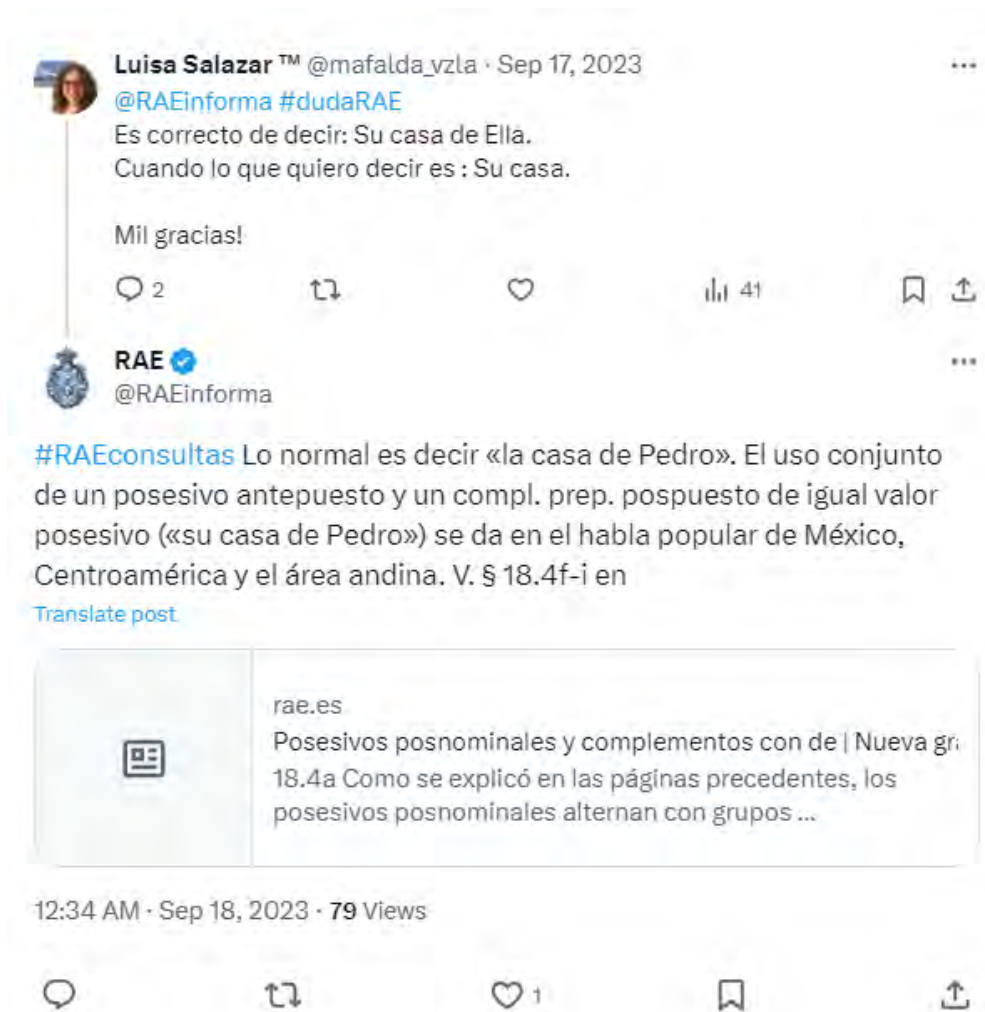 Luisa Salazar ™ @mafalda_vzla · Sep 17, 2023
@RAEinforma #dudaRAE
Es correcto de decir: Su casa de Ella.
Cuando lo que quiero decir es : Su casa.
Mil gracias!
2 41
RAE
@RAEinforma
#RAEconsultas Lo normal es decir «la casa de Pedro». El uso conjunto
de un posesivo antepuesto y un compl. prep. pospuesto de igual valor
posesivo («su casa de Pedro») se da en el habla popular de México,
Centroamérica y el área andina. V. § 18.4f-i en
Translate post
rae.es
Posesivos posnominales y complementos con de | Nueva gra
18.4a Como se explicó en las páginas precedentes, los
posesivos posnominales alternan con grupos ...
12:34 AM · Sep 18, 2023 · 79 Views
1